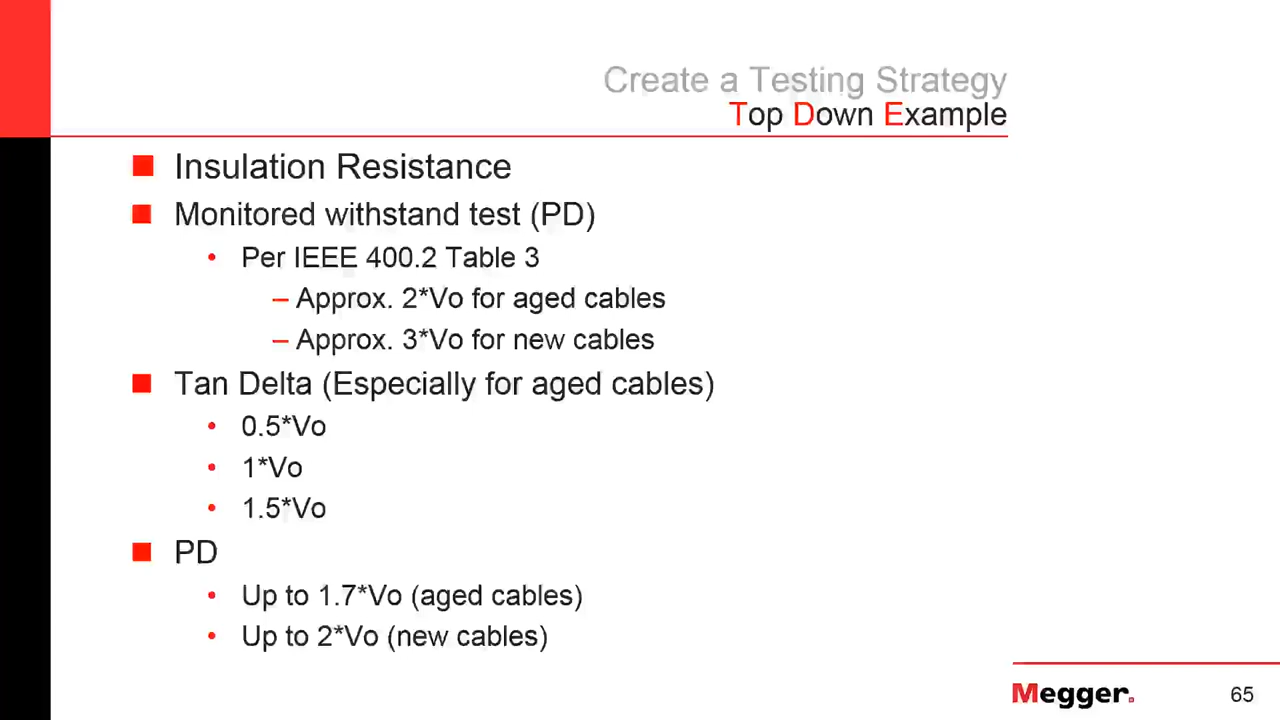 Create a Testing Strategy
Top Down Example
Insulation Resistance
Monitored withstand test (PD)
• Per IEEE 400.2 Table 3
– Approx. 2*Vo for aged cables
– Approx. 3*Vo for new cables
Tan Delta (Especially for aged cables)
• 0.5*Vo
• 1*Vo
• 1.5*Vo
PD
• Up to 1.7*Vo (aged cables)
• Up to 2*Vo (new cables)
Megger.
65